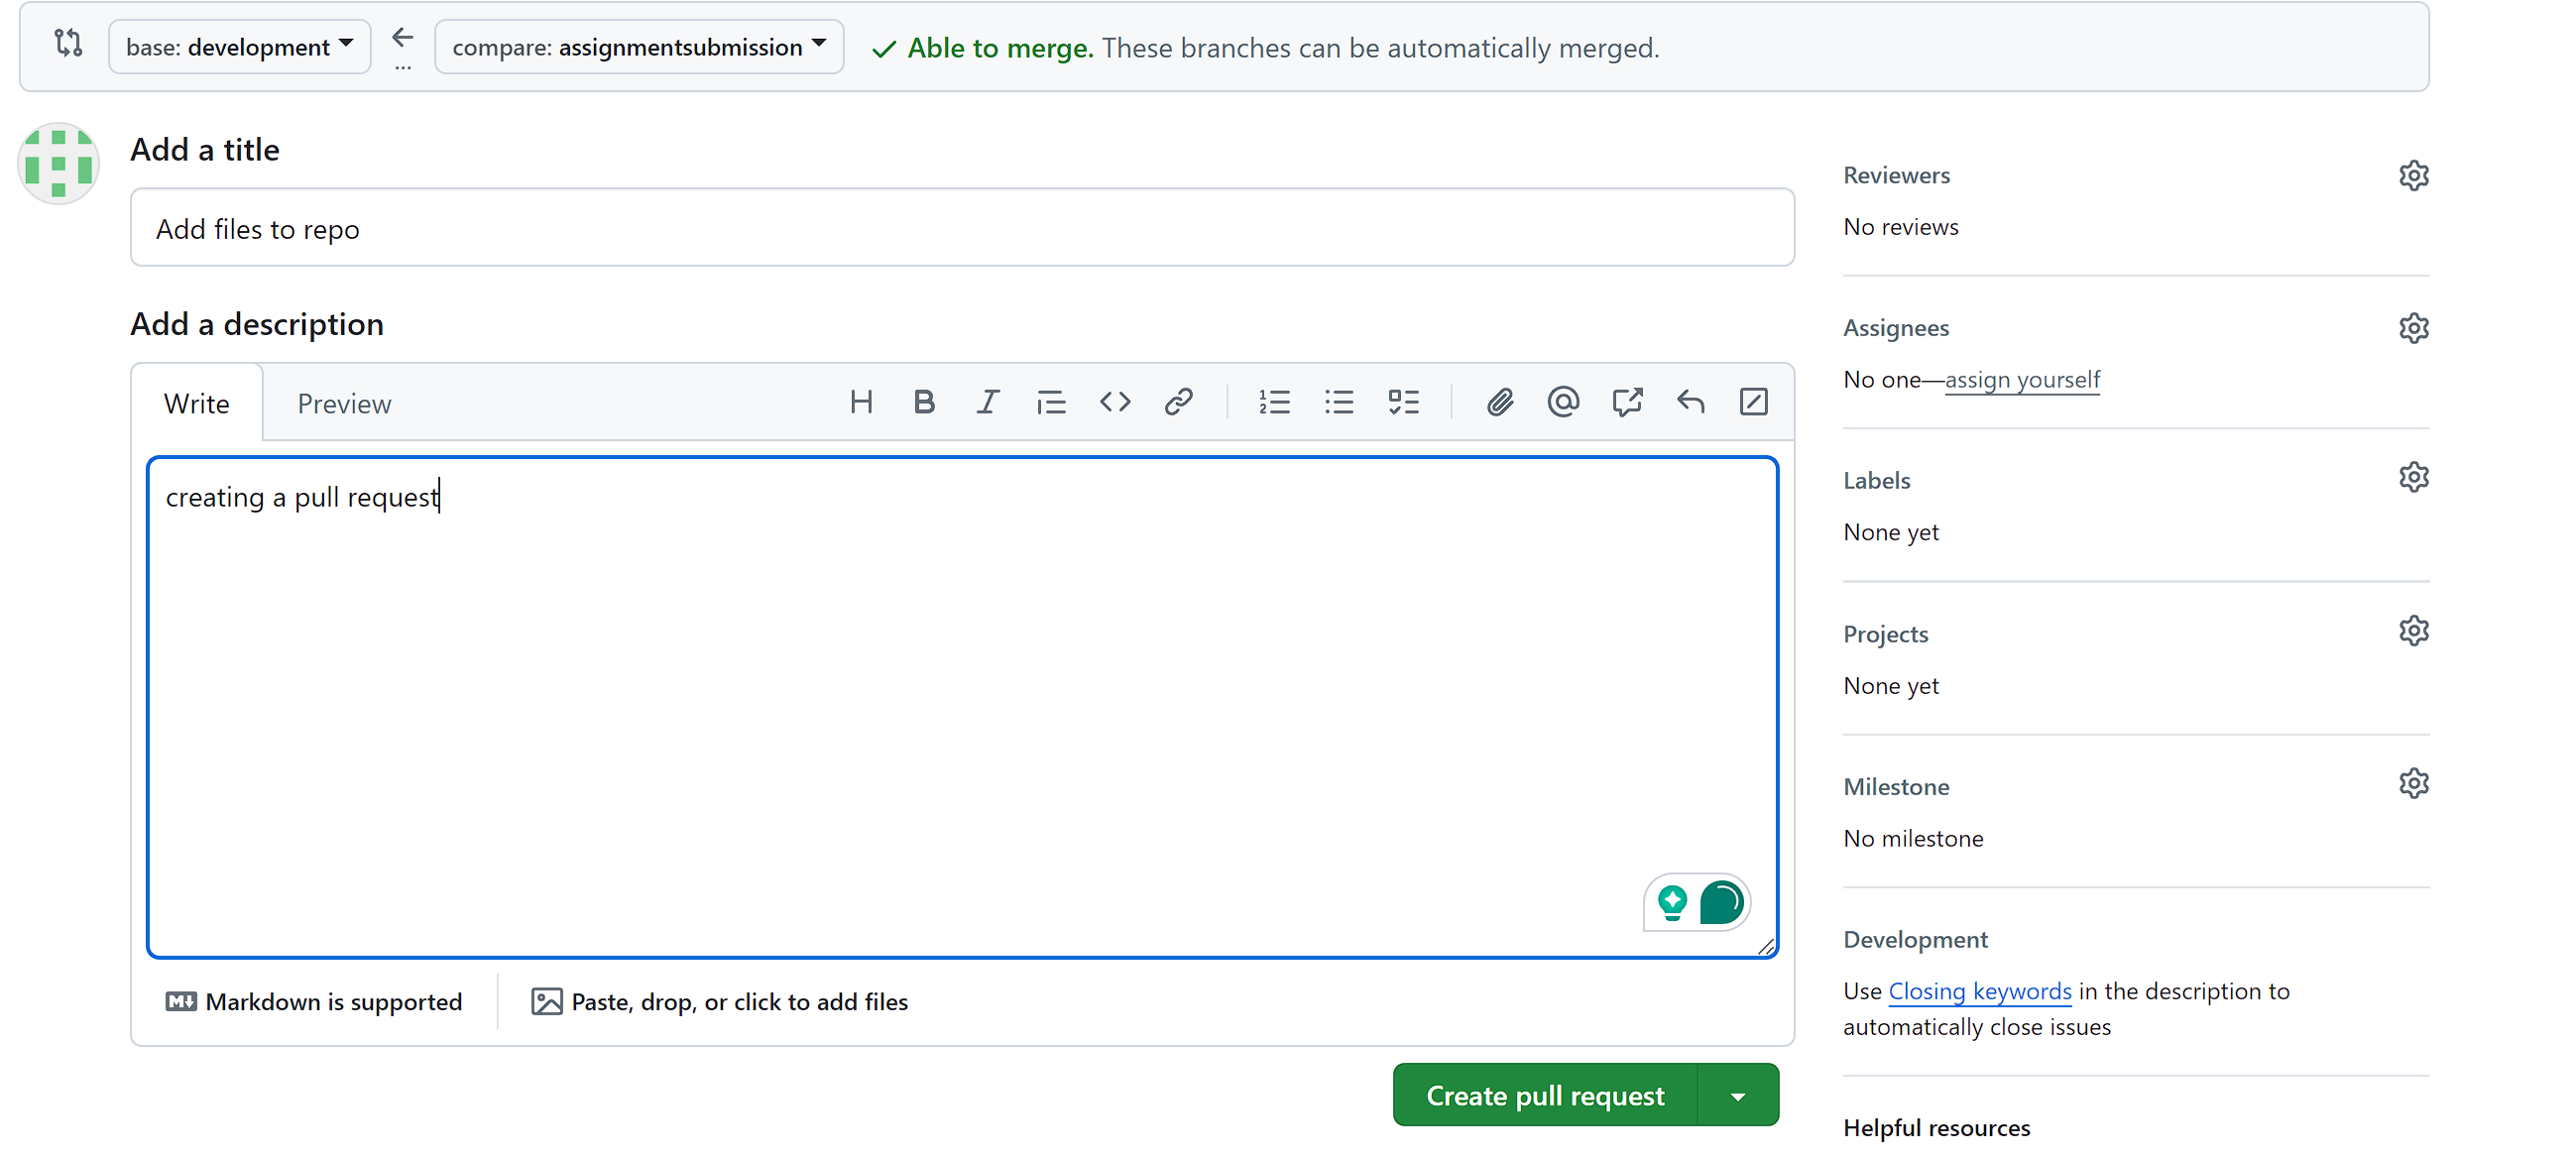 base: development ← ... compare: assignmentsubmission ✓ Able to merge. These branches can be automatically merged.
Add a title
Add files to repo
Add a description
Write Preview
creating a pull request
Markdown is supported
Paste, drop, or click to add files
Create pull request
Reviewers
No reviews
Assignees
No one—assign yourself
Labels
None yet
Projects
None yet
Milestone
No milestone
Development
Use Closing keywords in the description to
automatically close issues
Helpful resources